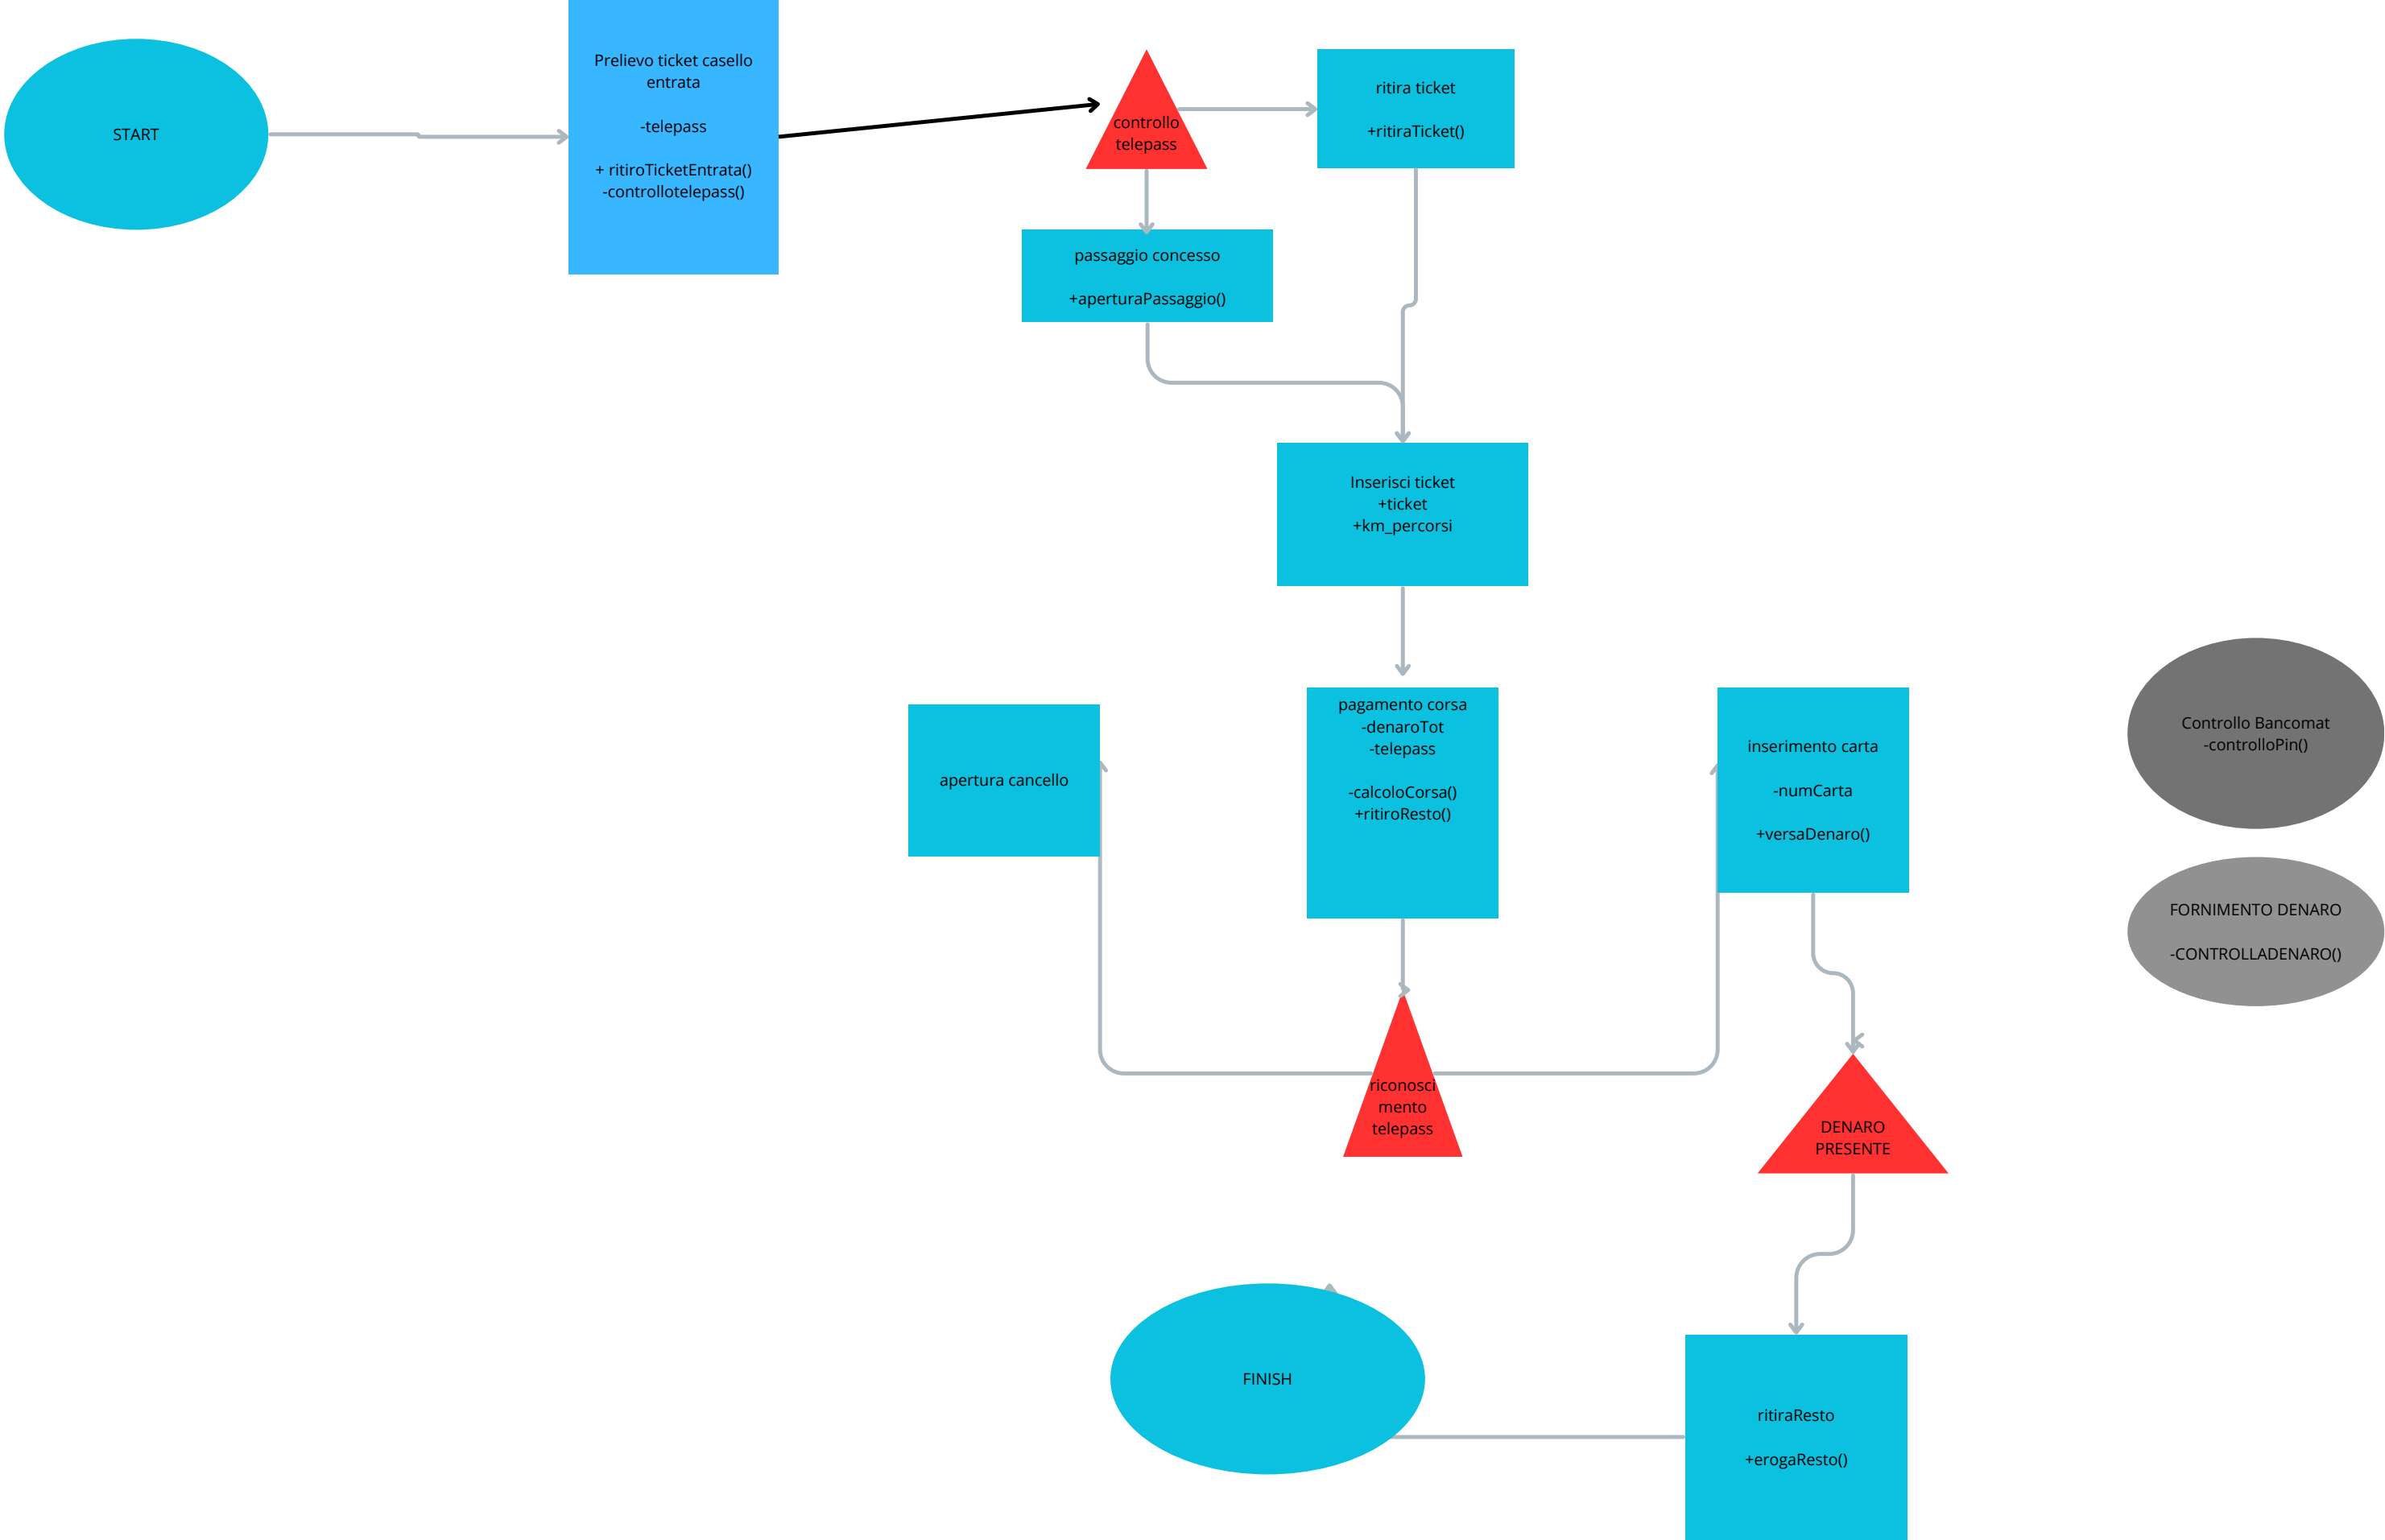 START
Prelievo ticket casello
entrata
-telepass
+ ritiroTicketEntrata()
-controllotelepass()
controllo
telepass
ritira ticket
+ritiraTicket()
passaggio concesso
+aperturaPassaggio()
Inserisci ticket
+ticket
+km_percorsi
apertura cancello
pagamento corsa
-denaroTot
-telepass
-calcoloCorsa()
+ritiroResto()
inserimento carta
-numCarta
+versaDenaro()
Controllo Bancomat
-controlloPin()
FORNIMENTO DENARO
-CONTROLLADENARO()
riconosci
mento
telepass
DENARO
PRESENTE
FINISH
ritiraResto
+erogaResto()